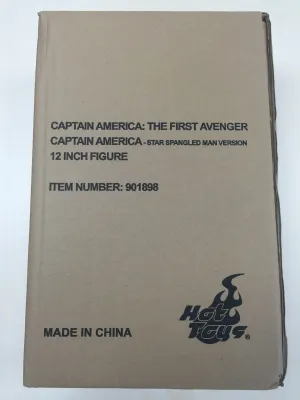 CAPTAIN AMERICA: THE FIRST AVENGER
CAPTAIN AMERICA - STAR SPANGLED MAN VERSION
12 INCH FIGURE
ITEM NUMBER: 901898
Hot
Toys®
MADE IN CHINA